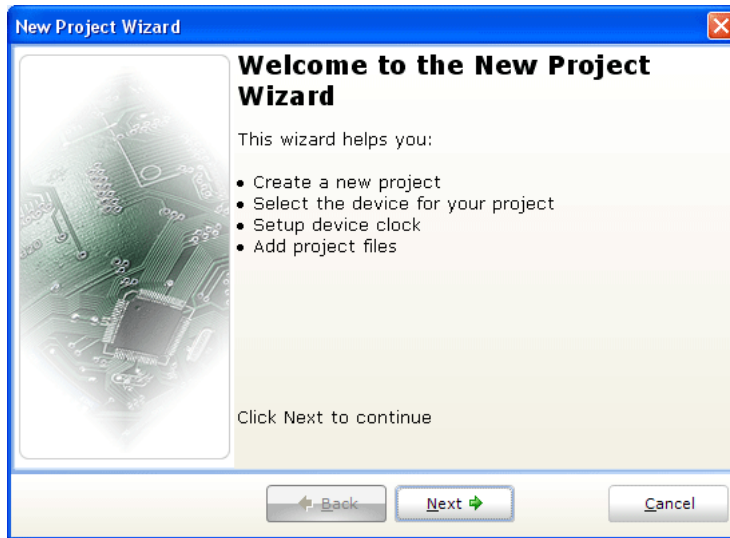 New Project Wizard
Welcome to the New Project
Wizard
This wizard helps you:
• Create a new project
• Select the device for your project
• Setup device clock
• Add project files
Click Next to continue
Back
Next
Cancel